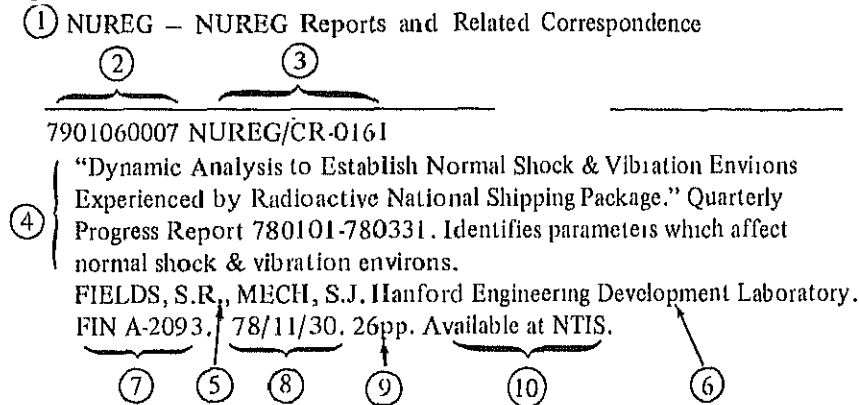 ① NUREG – NUREG Reports and Related Correspondence
② ③
7901060007 NUREG/CR-0161
④ "Dynamic Analysis to Establish Normal Shock & Vibration Environs
Experienced by Radioactive National Shipping Package." Quarterly
Progress Report 780101-780331. Identifies parameters which affect
normal shock & vibration environs.
FIELDS, S.R., MECH, S.J. Hanford Engineering Development Laboratory.
FIN A-2093. 78/11/30. 26pp. Available at NTIS.
⑦ ⑤ ⑧ ⑨ ⑩ ⑥